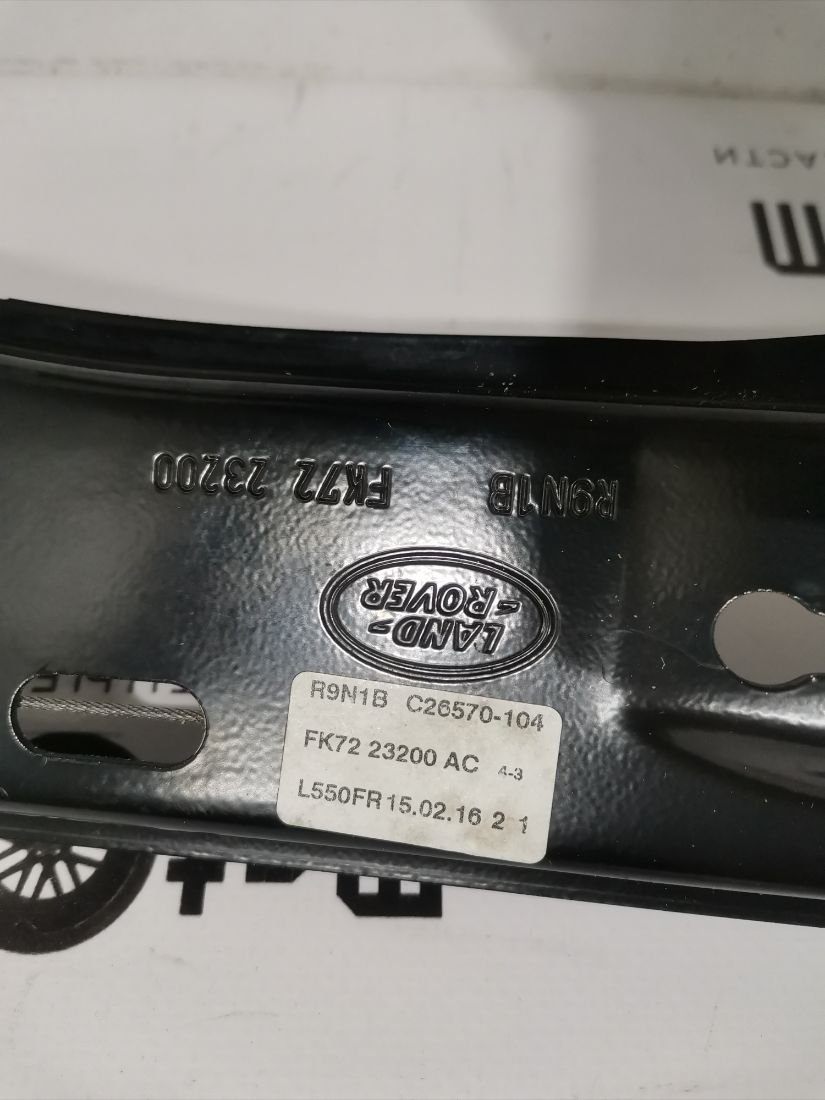 АСТИ
FK72 23200
R9N1B
LAND-
ROVER
R9N1B C26570-104
FK72 23200 AC 4-3
L550FR 15.02.16 2 1